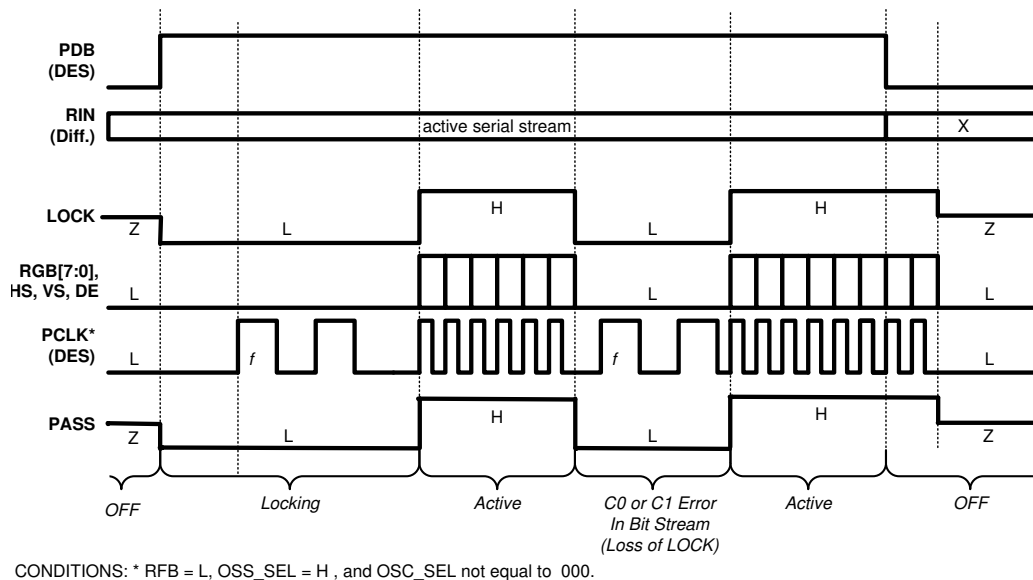 PDB
(DES)
RIN
(Diff.)
active serial stream
X
LOCK
Z
L
H
L
H
Z
RGB[7:0],
HS, VS, DE
L
L
L
PCLK*
(DES)
L
f
f
L
PASS
Z
L
H
L
H
Z
OFF
Locking
Active
C0 or C1 Error
In Bit Stream
(Loss of LOCK)
Active
OFF
CONDITIONS: * RFB = L, OSS_SEL = H , and OSC_SEL not equal to 000.